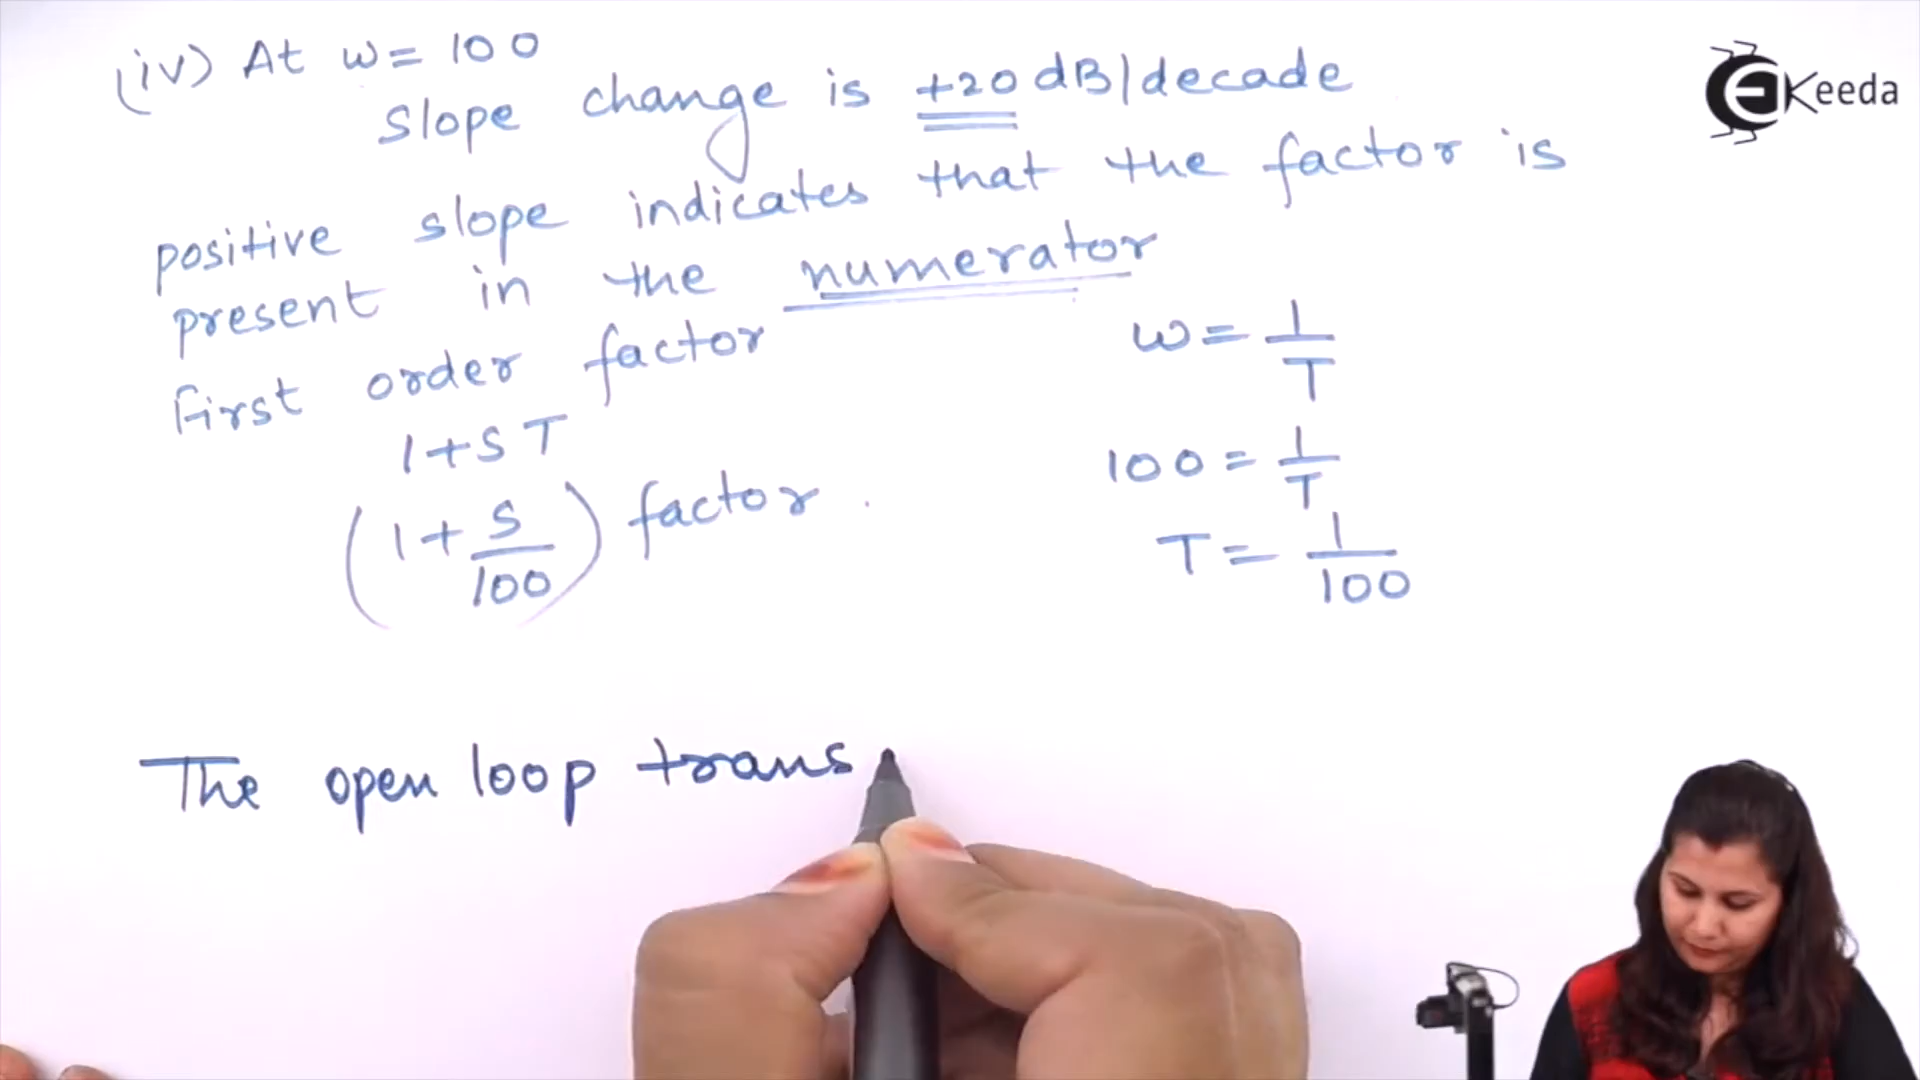 (iv) At w = 100
Slope change is +20 dB/decade
positive slope indicates that the factor is
present in the numerator
First order factor
1+ST
(1 + S/100) factor.
w = 1/T
100 = 1/T
T = 1/100
The open loop trans
EKeeda